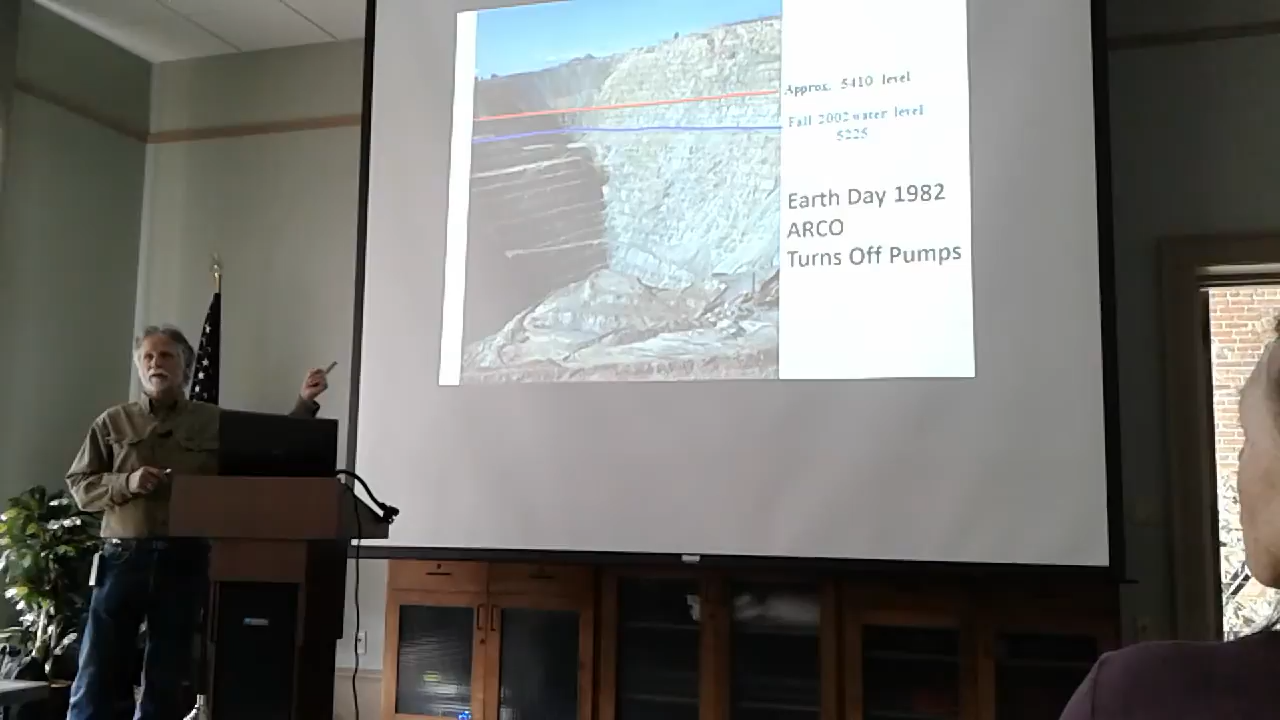 Approx. 5410 level
Fall 2002 water level
5225
Earth Day 1982
ARCO
Turns Off Pumps